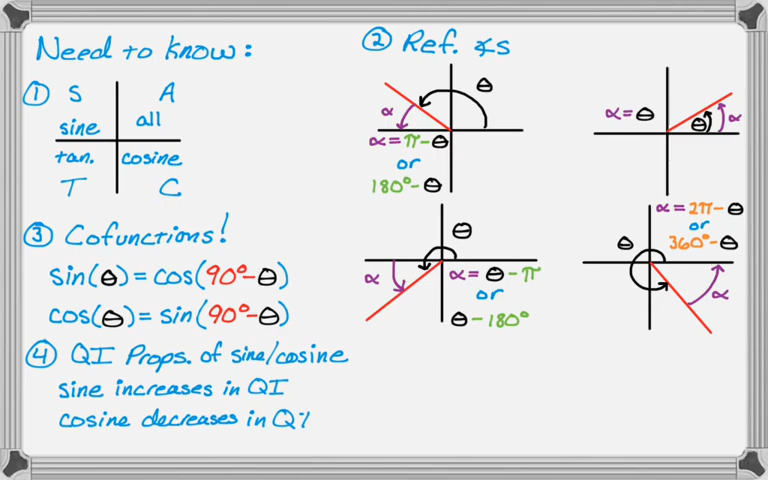 Need to know:
① S A
sine all
tan. cosine
T C
② Ref. ∡s
θ
α
α = π - θ
or
180° - θ
α = θ
θ α
③ Cofunctions!
sin(θ) = cos(90° - θ)
cos(θ) = sin(90° - θ)
θ
α
α = θ - π
or
θ - 180°
α = 2π - θ
or
360° - θ
θ
α
④ QI Props. of sine/cosine
sine increases in QI
cosine decreases in Q